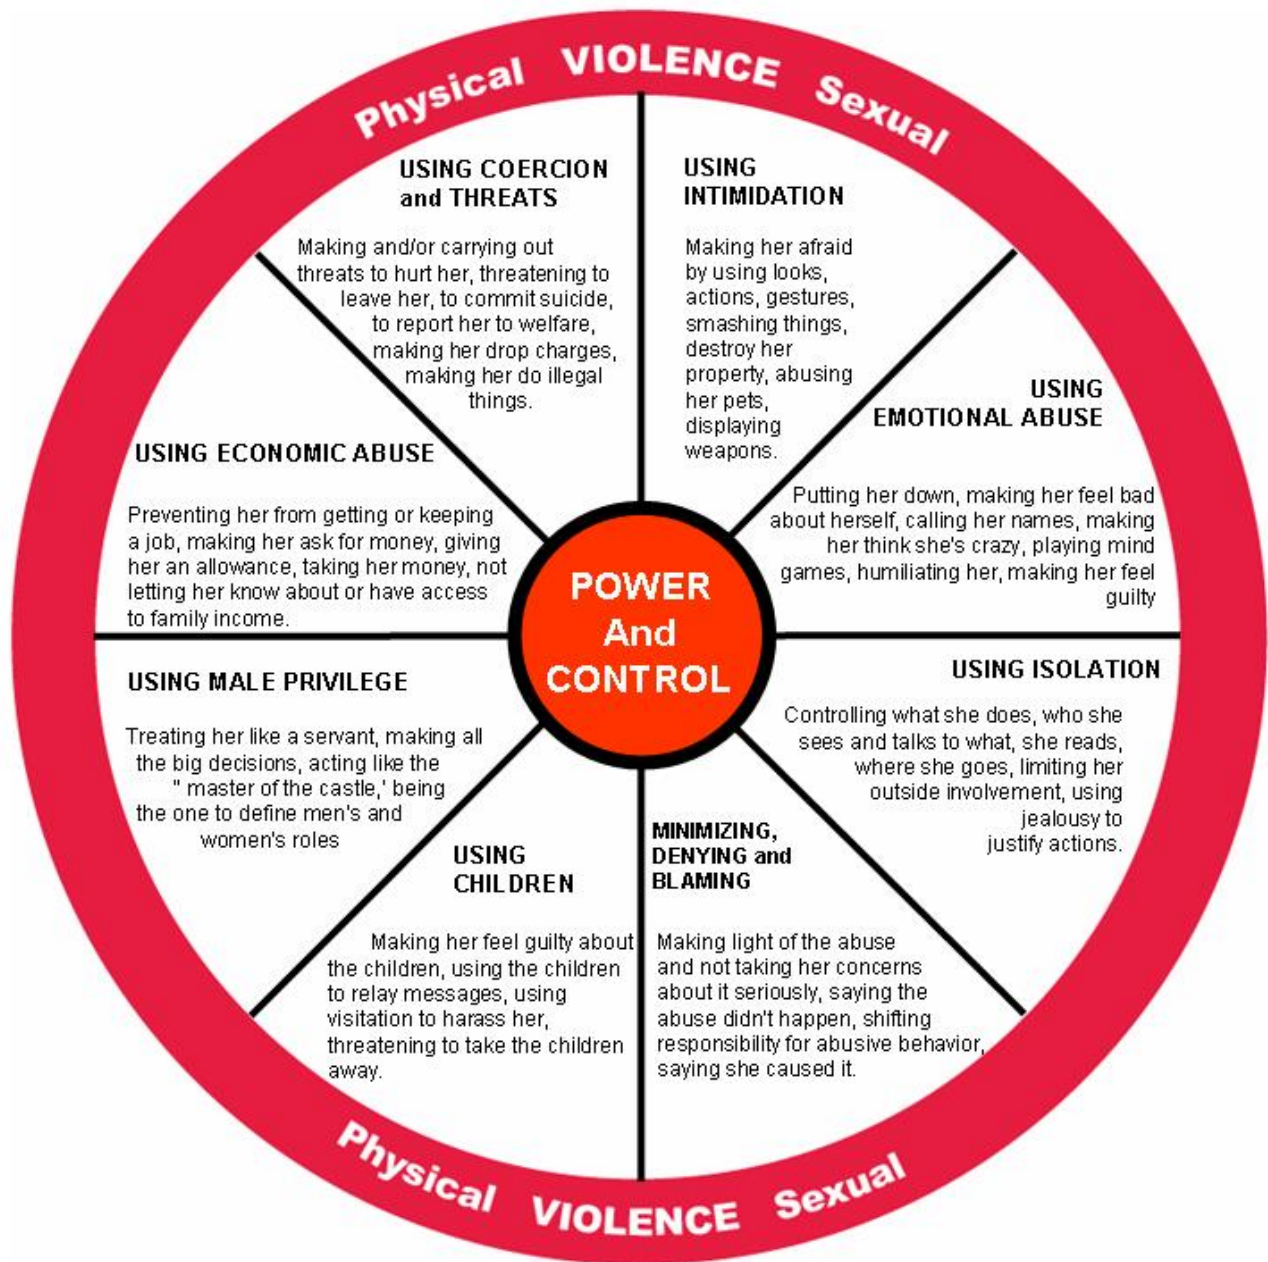 Physical VIOLENCE Sexual
USING COERCION
and THREATS
Making and/or carrying out
threats to hurt her, threatening to
leave her, to commit suicide,
to report her to welfare,
making her drop charges,
making her do illegal
things.
USING
INTIMIDATION
Making her afraid
by using looks,
actions, gestures,
smashing things,
destroy her
property, abusing
her pets,
displaying
weapons.
USING
EMOTIONAL ABUSE
Putting her down, making her feel bad
about herself, calling her names, making
her think she's crazy, playing mind
games, humiliating her, making her feel
guilty
USING ISOLATION
Controlling what she does, who she
sees and talks to what, she reads,
where she goes, limiting her
outside involvement, using
jealousy to
justify actions.
MINIMIZING,
DENYING and
BLAMING
Making light of the abuse
and not taking her concerns
about it seriously, saying the
abuse didn't happen, shifting
responsibility for abusive behavior,
saying she caused it.
USING
CHILDREN
Making her feel guilty about
the children, using the children
to relay messages, using
visitation to harass her,
threatening to take the children
away.
USING MALE PRIVILEGE
Treating her like a servant, making all
the big decisions, acting like the
" master of the castle,' being
the one to define men's and
women's roles
USING ECONOMIC ABUSE
Preventing her from getting or keeping
a job, making her ask for money, giving
her an allowance, taking her money, not
letting her know about or have access
to family income.
POWER
And
CONTROL
Physical VIOLENCE Sexual